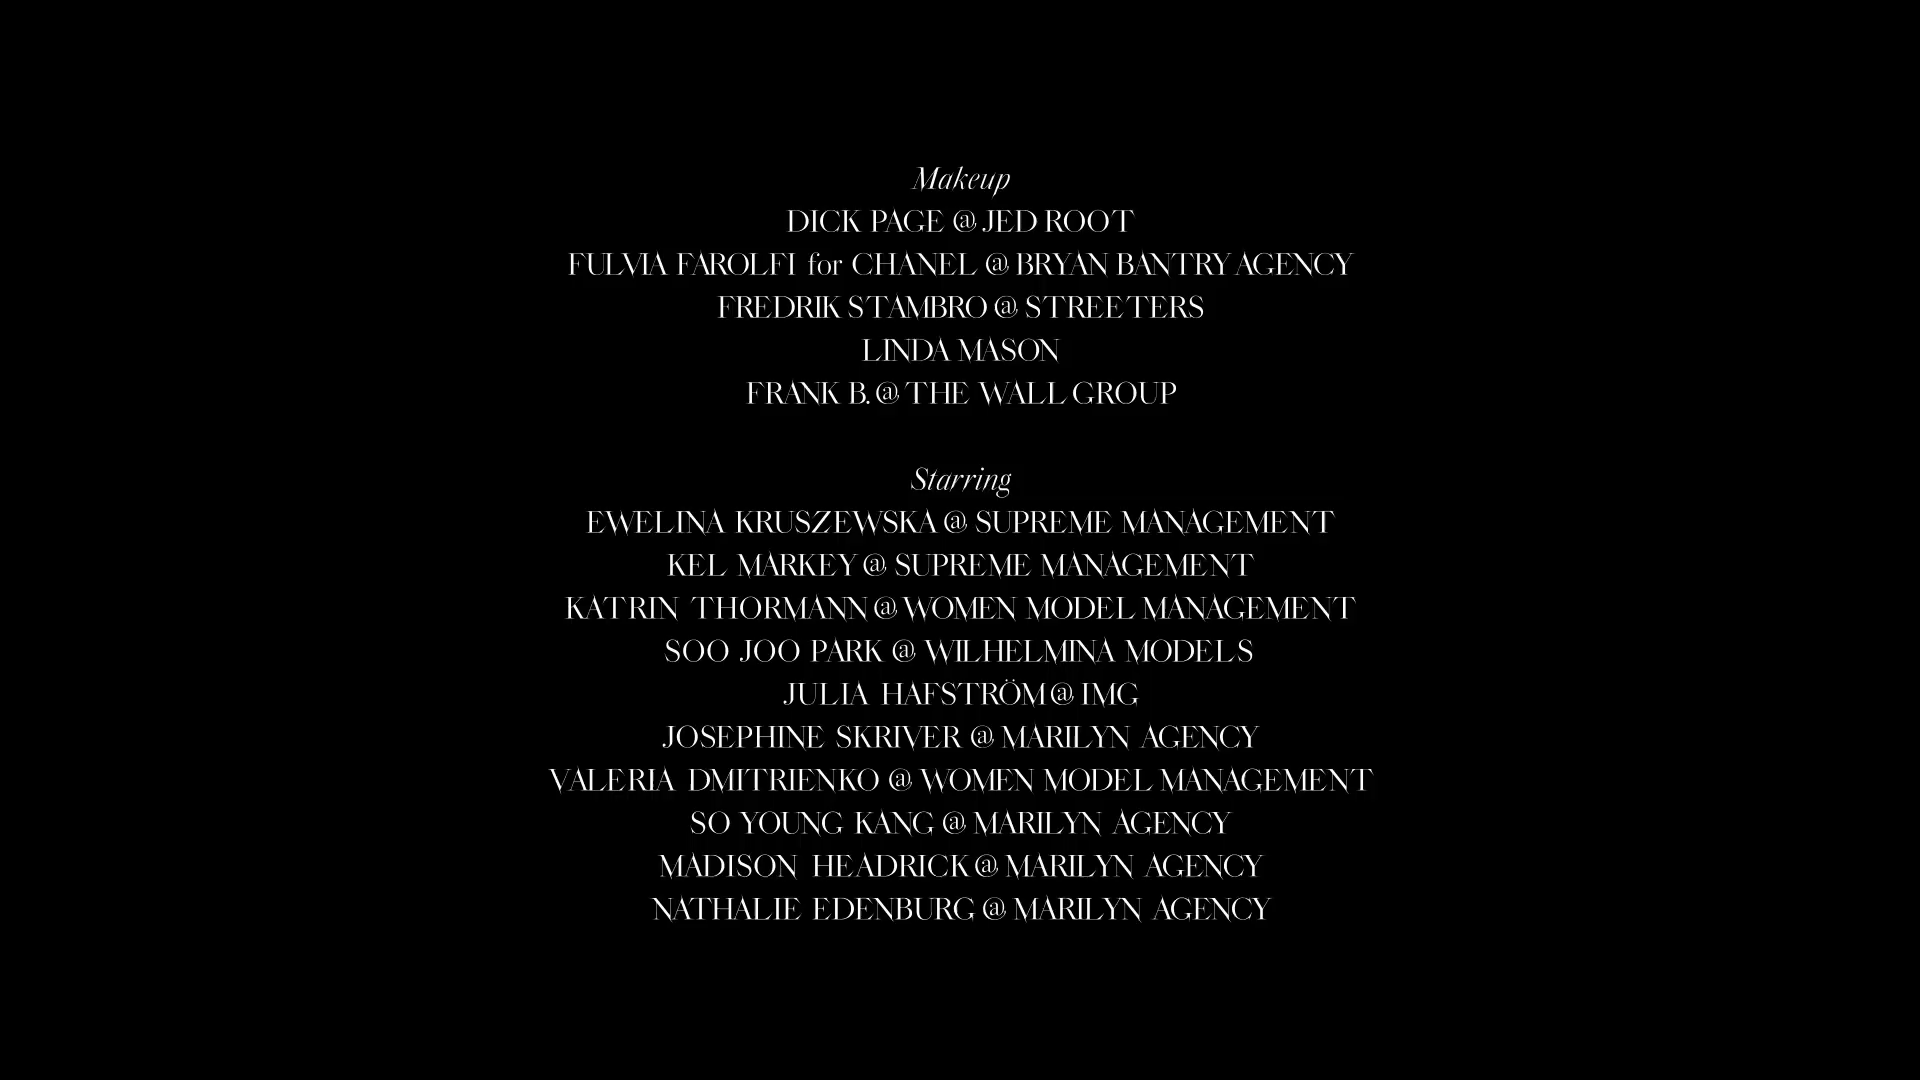 Makeup
DICK PAGE @ JED ROOT
FULVIA FAROLFI for CHANEL @ BRYAN BANTRY AGENCY
FREDRIK STAMBRO @ STREETERS
LINDA MASON
FRANK B. @ THE WALL GROUP
Starring
EWELINA KRUSZEWSKA @ SUPREME MANAGEMENT
KEL MARKEY @ SUPREME MANAGEMENT
KATRIN THORMANN @ WOMEN MODEL MANAGEMENT
SOO JOO PARK @ WILHELMINA MODELS
JULIA HAFSTRÖM @ IMG
JOSEPHINE SKRIVER @ MARILYN AGENCY
VALERIA DMITRIENKO @ WOMEN MODEL MANAGEMENT
SO YOUNG KANG @ MARILYN AGENCY
MADISON HEADRICK @ MARILYN AGENCY
NATHALIE EDENBURG @ MARILYN AGENCY